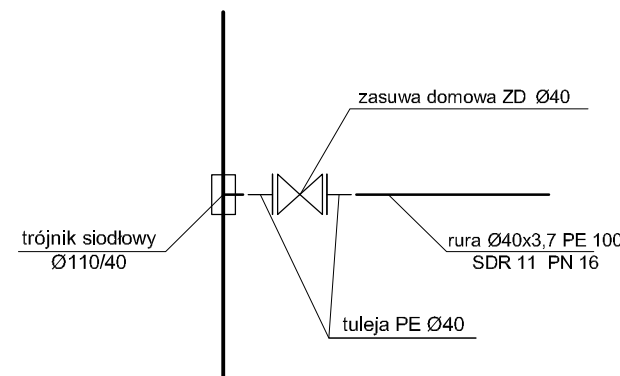 zasuwa domowa ZD Ø40
trójnik siodłowy
Ø110/40
rura Ø40x3,7 PE 100
SDR 11 PN 16
tuleja PE Ø40